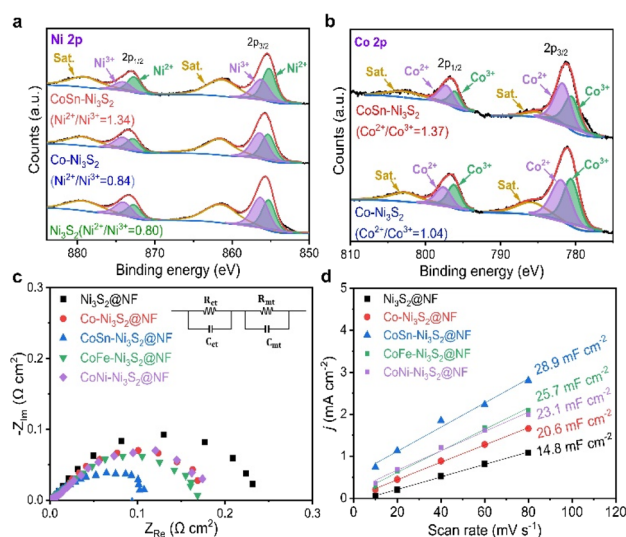 a
Ni 2p
2p3/2
2p1/2
Ni3+
Ni2+
Ni3+
Ni2+
Sat.
Sat.
CoSn-Ni3S2
(Ni2+/Ni3+=1.34)
Co-Ni3S2
(Ni2+/Ni3+=0.84)
Ni3S2(Ni2+/Ni3+=0.80)
Counts (a.u.)
880 870 860 850
Binding energy (eV)
b
Co 2p
2p3/2
2p1/2
Co2+
Co3+
Co2+
Co3+
Sat.
Sat.
CoSn-Ni3S2
(Co2+/Co3+=1.37)
Co2+
Co3+
Co2+
Co3+
Sat.
Sat.
Co-Ni3S2
(Co2+/Co3+=1.04)
Counts (a.u.)
810 800 790 780
Binding energy (eV)
c
Ni3S2@NF
Co-Ni3S2@NF
CoSn-Ni3S2@NF
CoFe-Ni3S2@NF
CoNi-Ni3S2@NF
Rct
Rmt
Cct
Cmt
-ZIm (Ω cm2)
0.3
0.2
0.1
0.0
0.0 0.1 0.2 0.3
ZRe (Ω cm2)
d
Ni3S2@NF
Co-Ni3S2@NF
CoSn-Ni3S2@NF
CoFe-Ni3S2@NF
CoNi-Ni3S2@NF
28.9 mF cm-2
25.7 mF cm-2
23.1 mF cm-2
20.6 mF cm-2
14.8 mF cm-2
j (mA cm-2)
5
4
3
2
1
0
0 20 40 60 80 100 120
Scan rate (mV s-1)